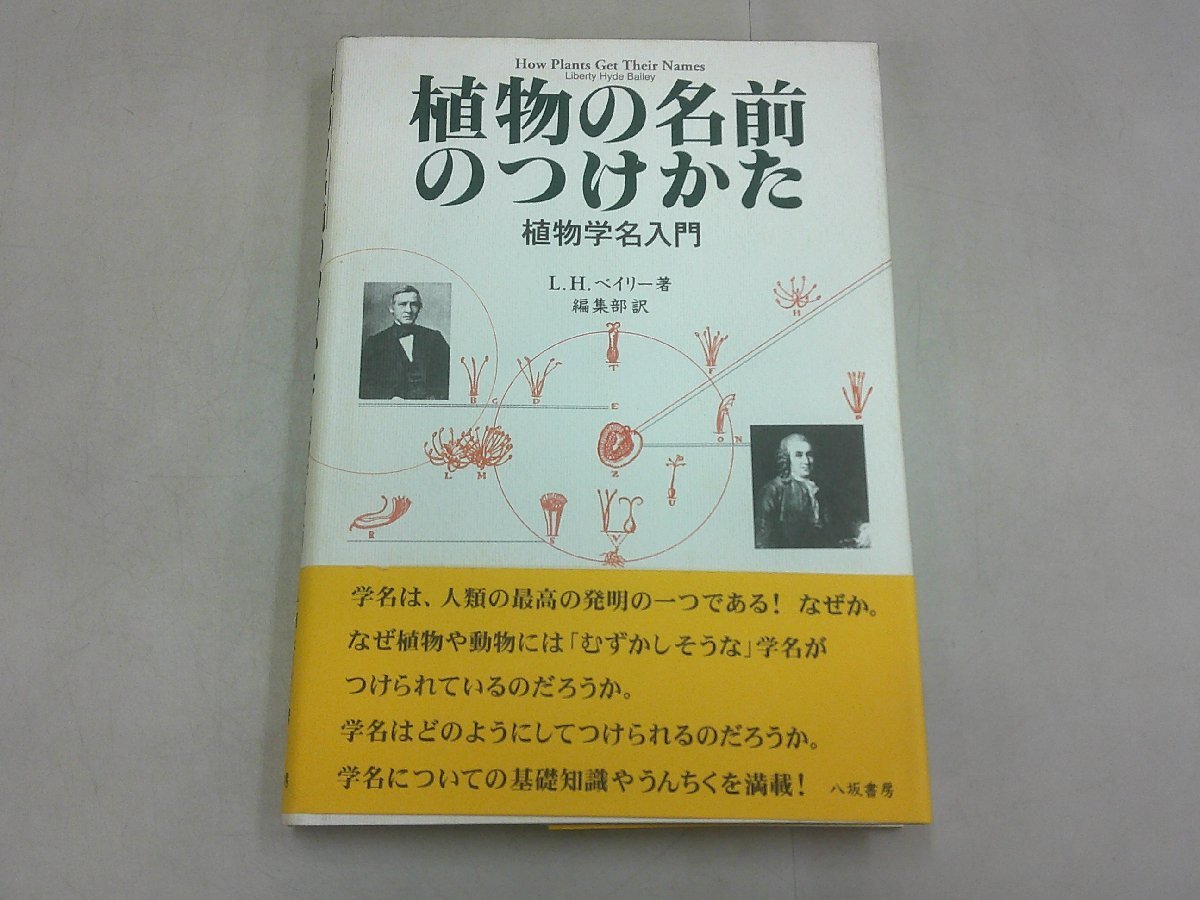 How Plants Get Their Names
Liberty Hyde Bailey
植物の名前
のつけかた
植物学名入門
L.H.ベイリー著
編集部訳
H
T
F
B G D
E
P
O N
L M
Z
U
R
S
V
学名は、人類の最高の発明の一つである! なぜか。
なぜ植物や動物には「むずかしそうな」学名が
つけられているのだろうか。
学名はどのようにしてつけられるのだろうか。
学名についての基礎知識やうんちくを満載!
八坂書房